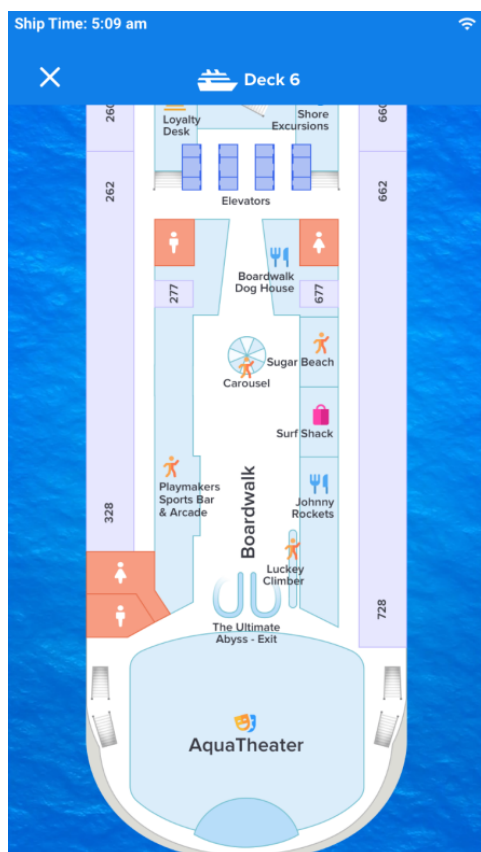 Ship Time: 5:09 am
Deck 6
260
Loyalty
Desk
Shore
Excursions
660
262
Elevators
662
277
Boardwalk
Dog House
677
Carousel
Sugar Beach
Surf Shack
Playmakers
Sports Bar
& Arcade
Boardwalk
Johnny
Rockets
328
Luckey
Climber
728
The Ultimate
Abyss - Exit
AquaTheater